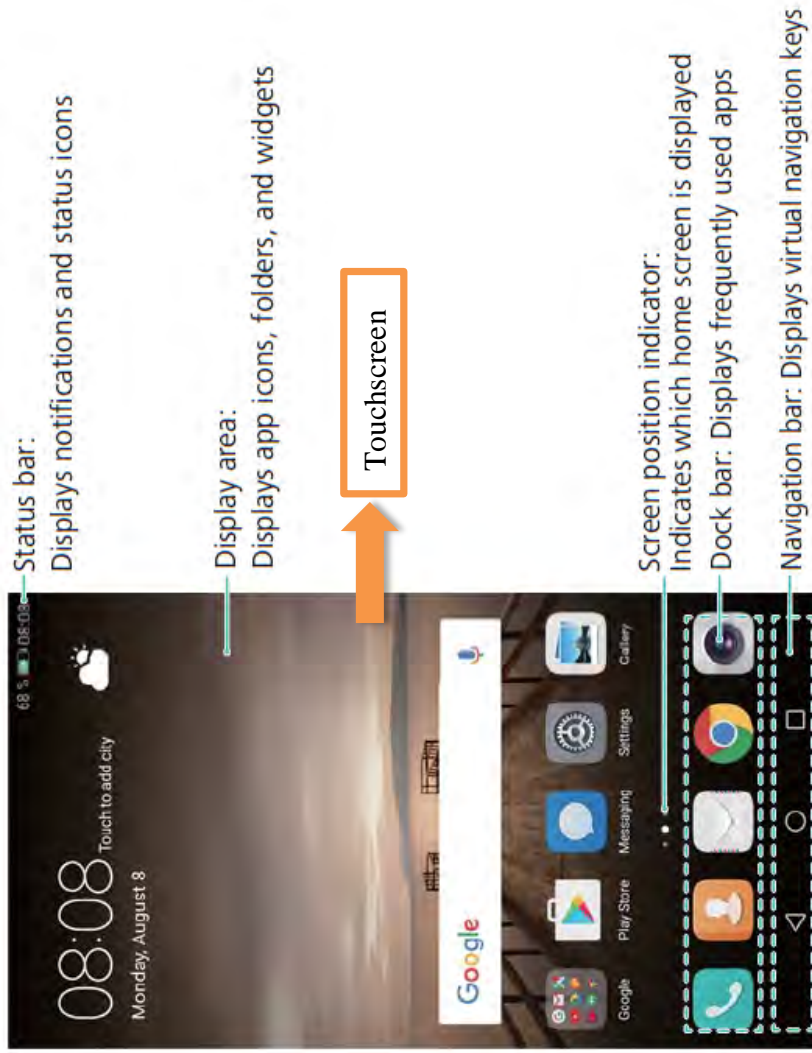 68 %
Status bar:
Displays notifications and status icons
08:08
Touch to add city
Monday, August 8
Display area:
Displays app icons, folders, and widgets
Touchscreen
Google
Google Play Store Messaging Settings Gallery
Screen position indicator:
Indicates which home screen is displayed
Dock bar: Displays frequently used apps
Navigation bar: Displays virtual navigation keys